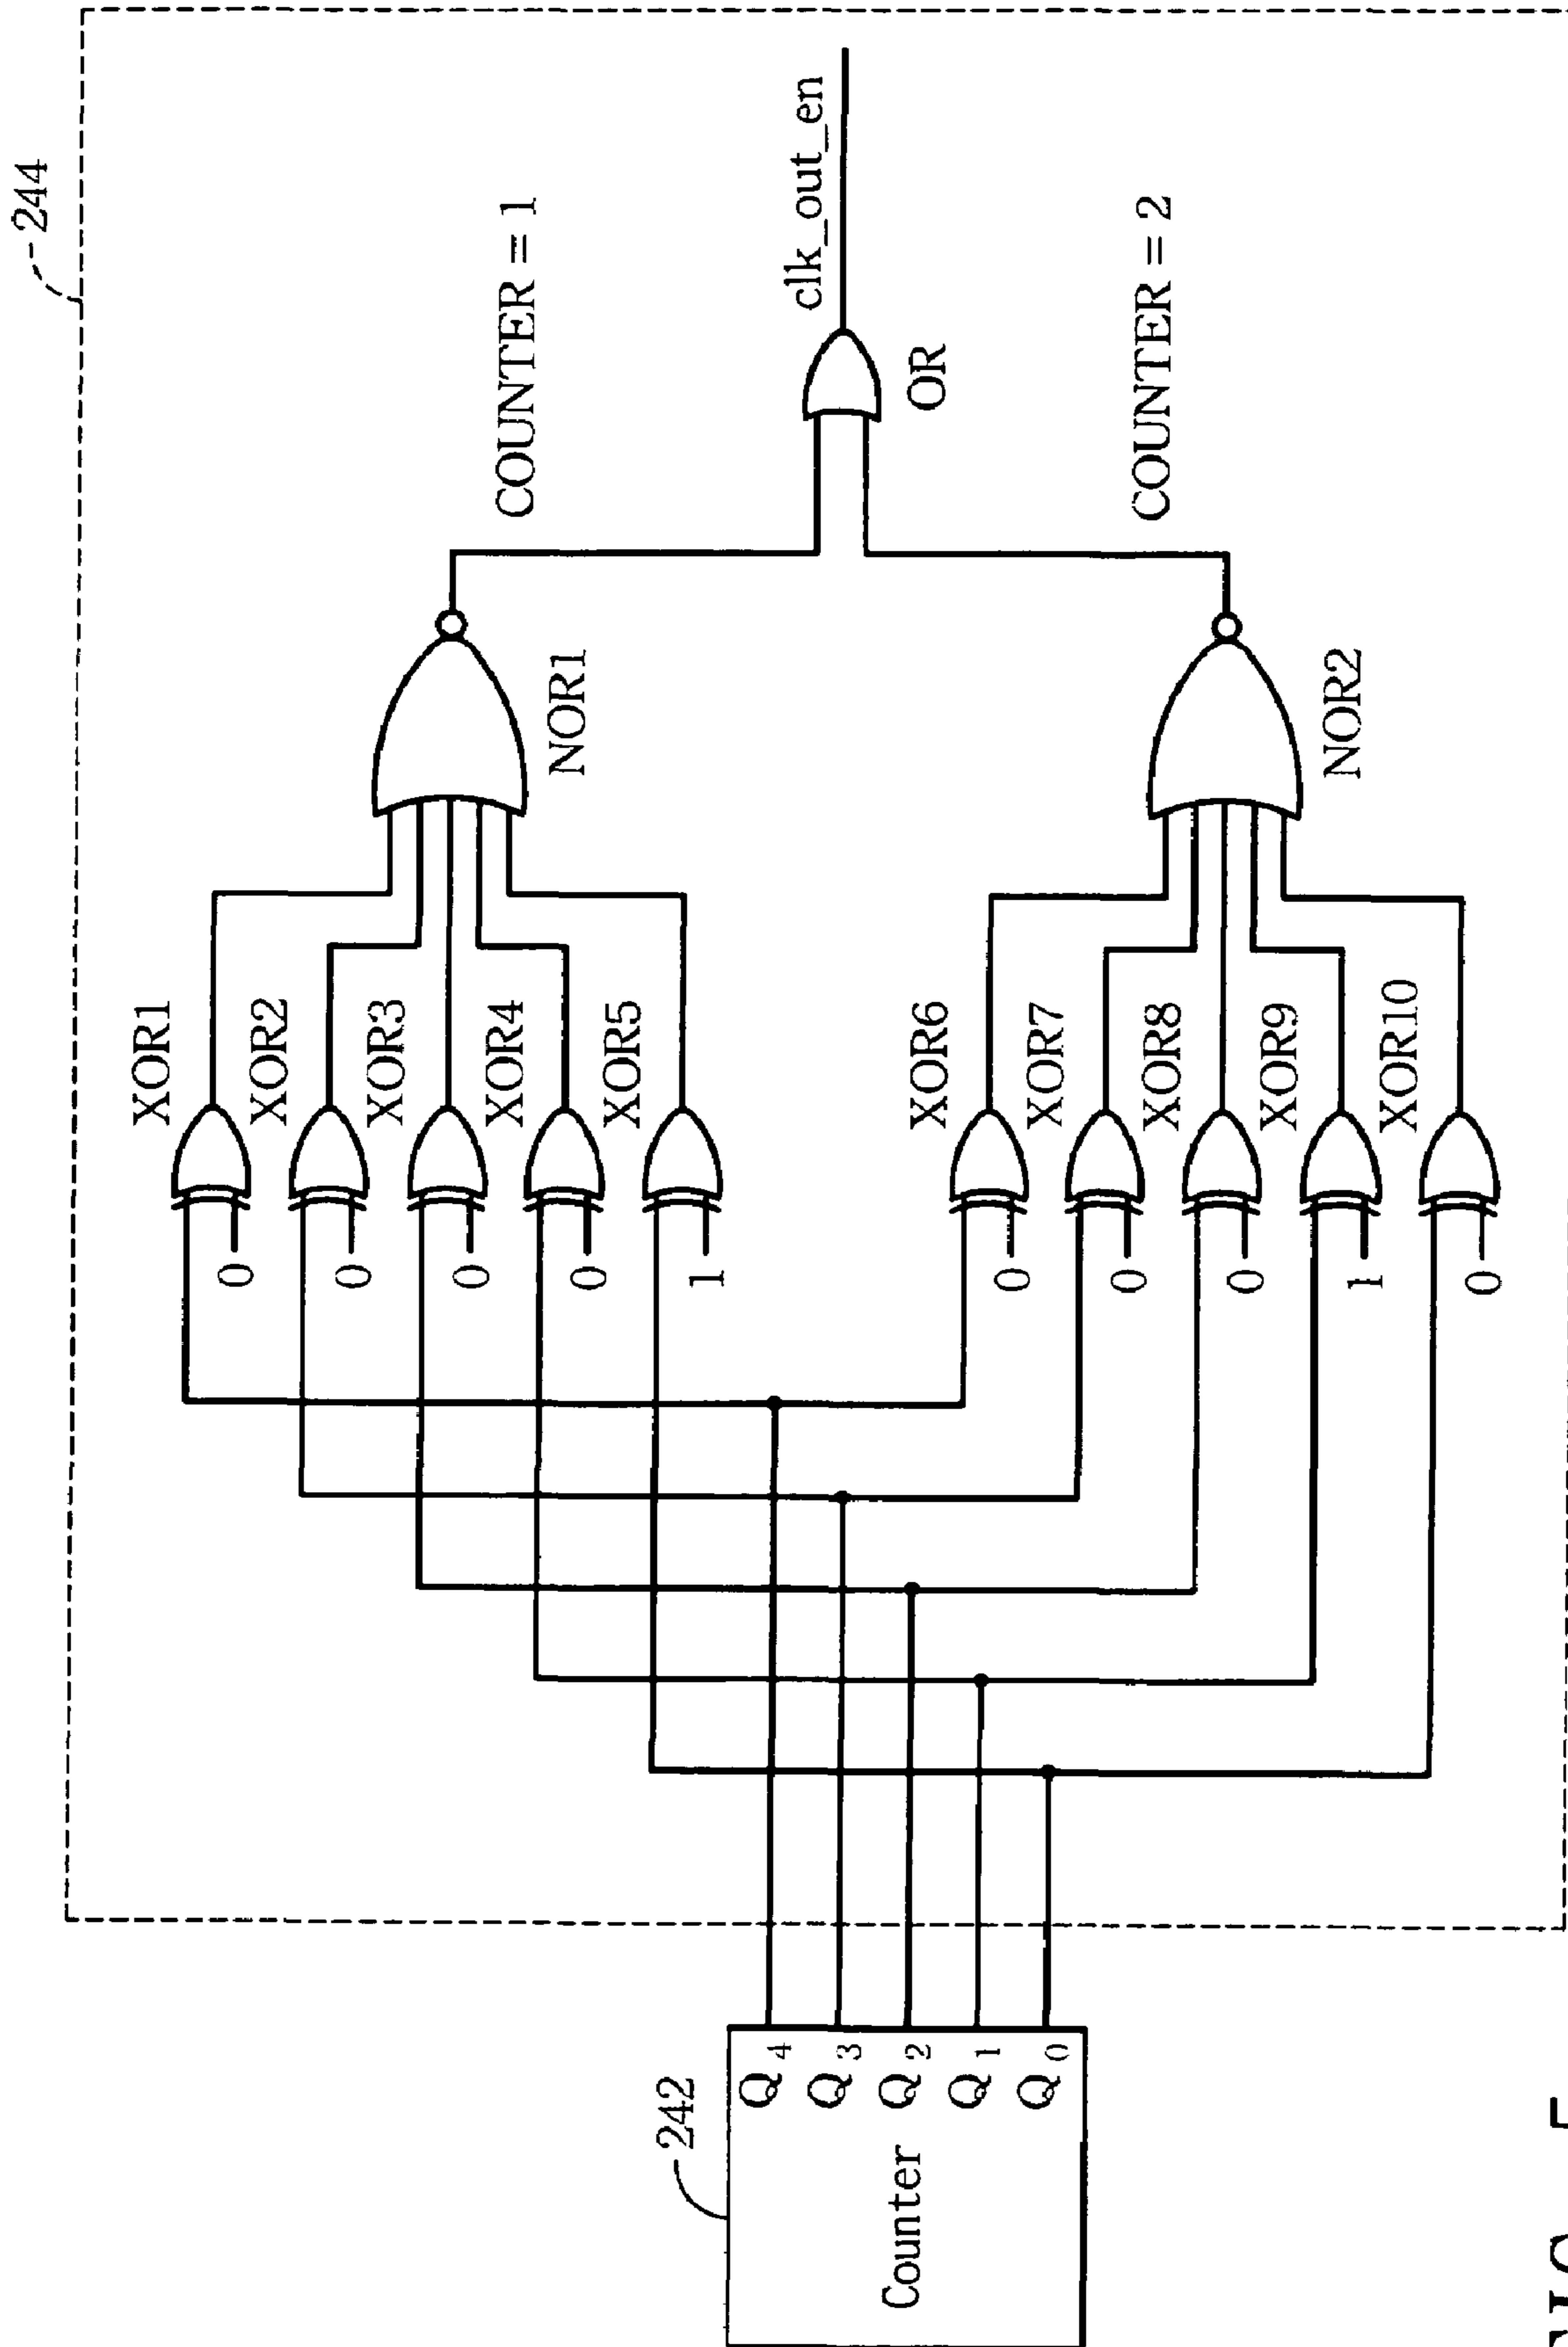 244
XOR1
0
XOR2
0
XOR3
0
XOR4
0
XOR5
1
NOR1
COUNTER = 1
242
Counter
Q4
Q3
Q2
Q1
Q0
clk_out_en
OR
XOR6
0
XOR7
0
XOR8
0
XOR9
1
XOR10
0
NOR2
COUNTER = 2